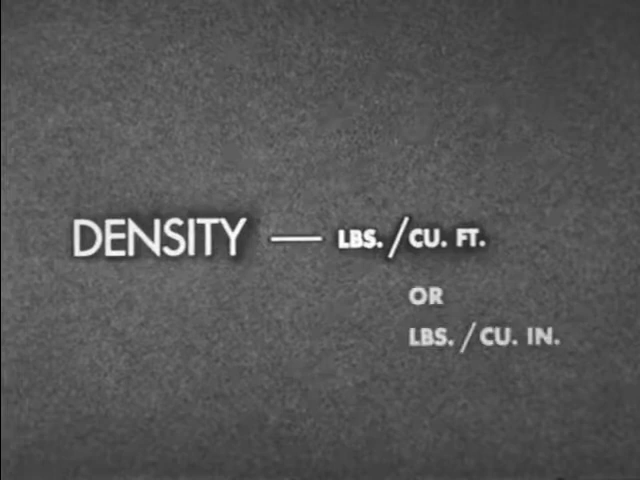 DENSITY — LBS./CU. FT.
OR
LBS./CU. IN.